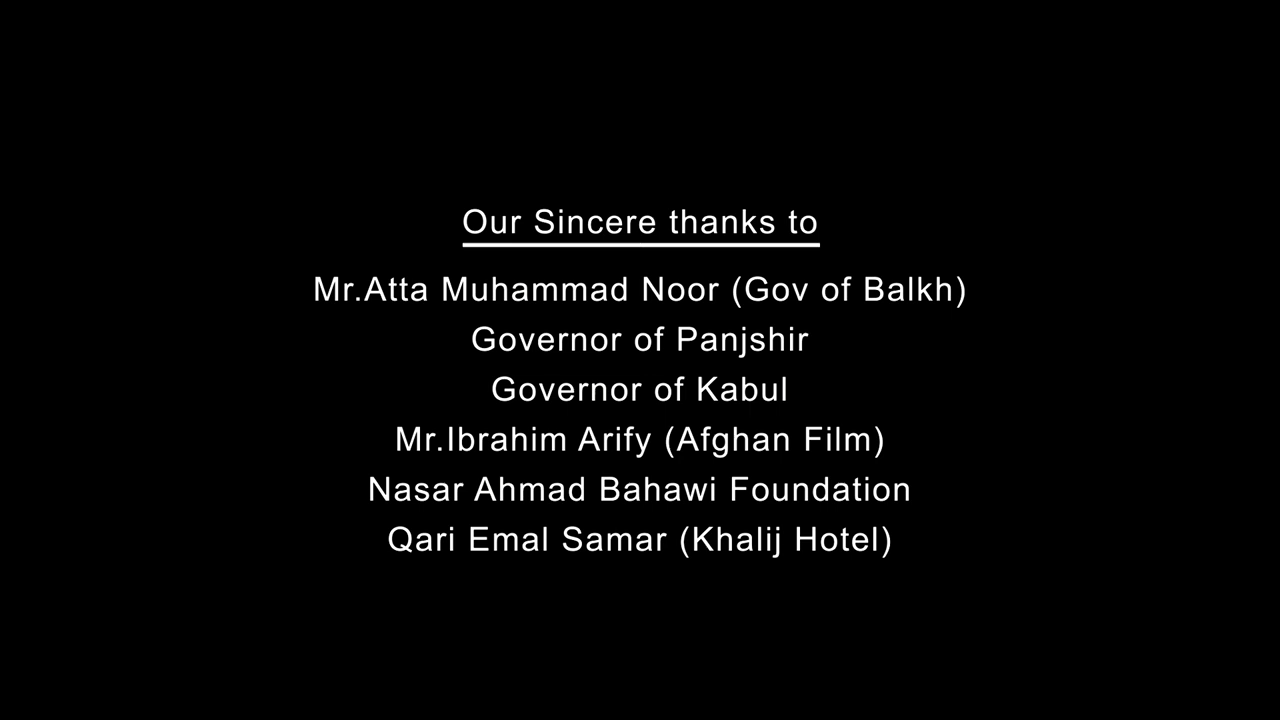 Our Sincere thanks to
Mr.Atta Muhammad Noor (Gov of Balkh)
Governor of Panjshir
Governor of Kabul
Mr.Ibrahim Arify (Afghan Film)
Nasar Ahmad Bahawi Foundation
Qari Emal Samar (Khalij Hotel)